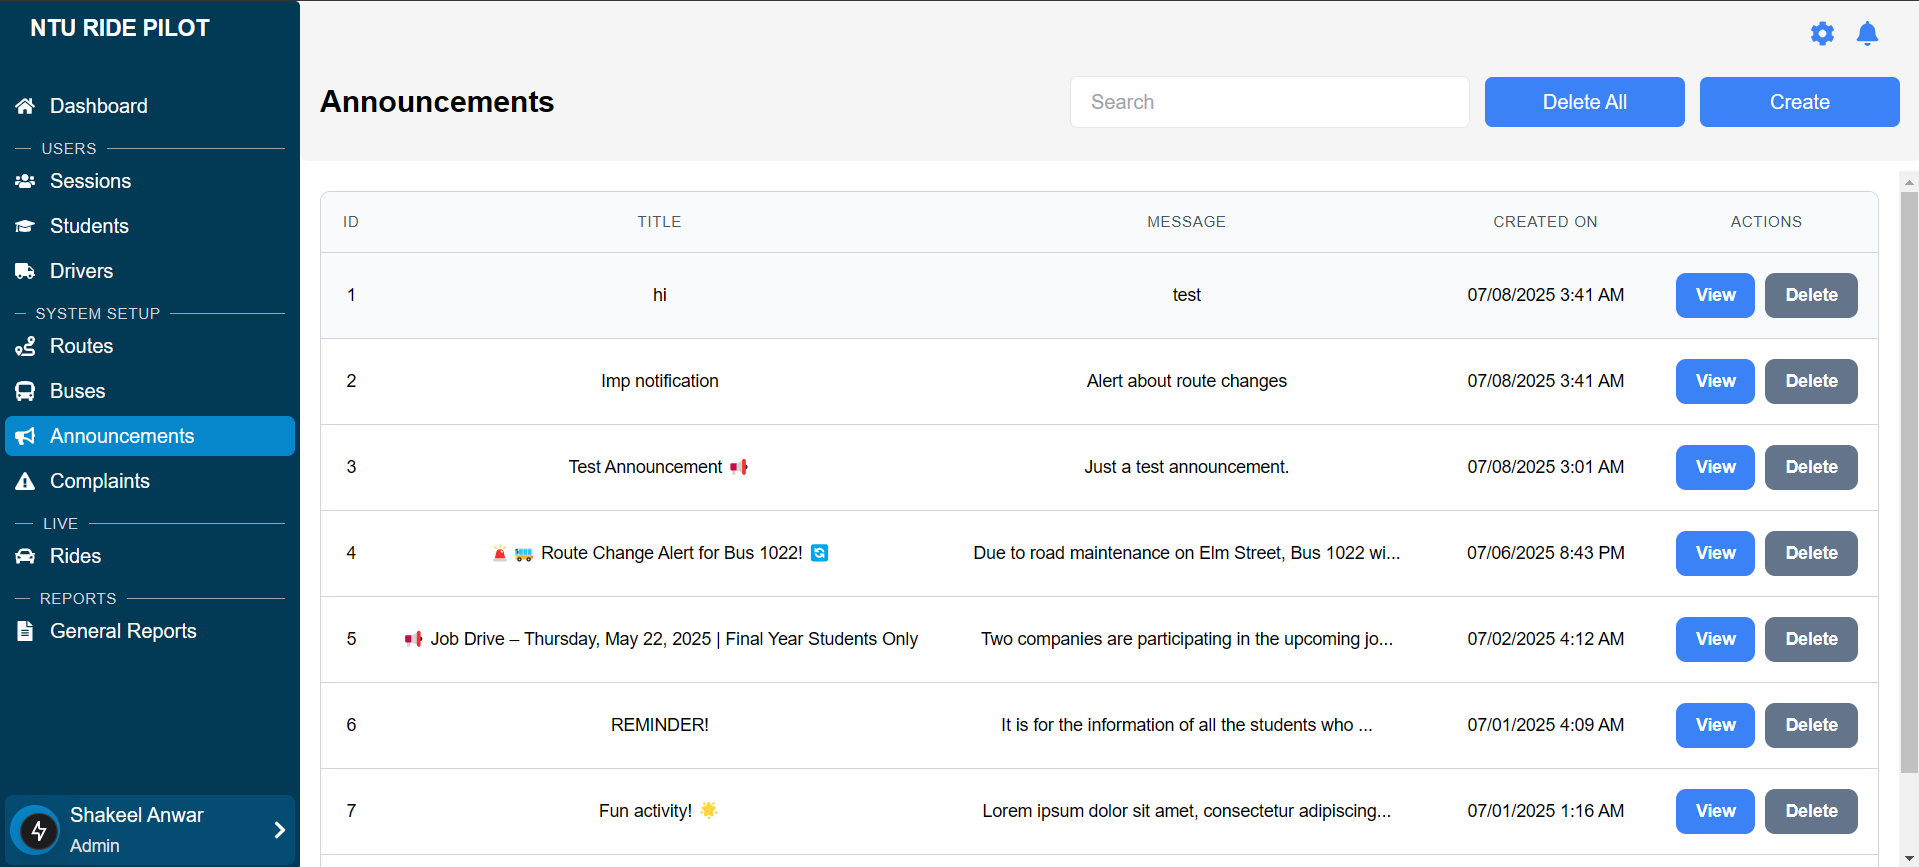 NTU RIDE PILOT
Dashboard
USERS
Sessions
Students
Drivers
SYSTEM SETUP
Routes
Buses
Announcements
Complaints
LIVE
Rides
REPORTS
General Reports
Shakeel Anwar
Admin
Announcements
Search
Delete All
Create
ID TITLE MESSAGE CREATED ON ACTIONS
1 hi test 07/08/2025 3:41 AM View Delete
2 Imp notification Alert about route changes 07/08/2025 3:41 AM View Delete
3 Test Announcement 📢 Just a test announcement. 07/08/2025 3:01 AM View Delete
4 🚨 🚌 Route Change Alert for Bus 1022! 🔄 Due to road maintenance on Elm Street, Bus 1022 wi... 07/06/2025 8:43 PM View Delete
5 📢 Job Drive – Thursday, May 22, 2025 | Final Year Students Only Two companies are participating in the upcoming jo... 07/02/2025 4:12 AM View Delete
6 REMINDER! It is for the information of all the students who ... 07/01/2025 4:09 AM View Delete
7 Fun activity! 🌟 Lorem ipsum dolor sit amet, consectetur adipiscing... 07/01/2025 1:16 AM View Delete